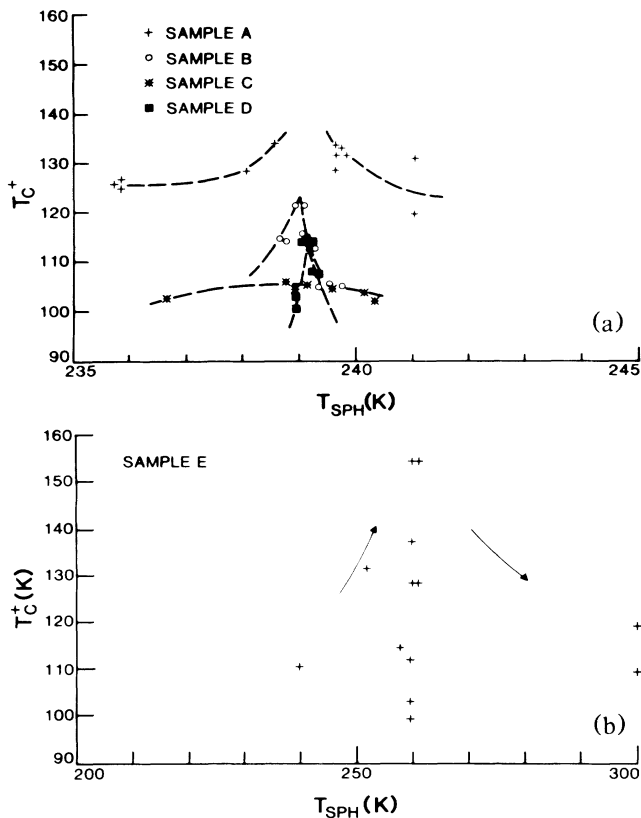 160
+ SAMPLE A
150
○ SAMPLE B
✱ SAMPLE C
140
■ SAMPLE D
130
T_C^+
120
110
100
(a)
90
235
240
245
T_SPH(K)
160
SAMPLE E
150
140
130
T_C^+(K)
120
110
100
(b)
90
200
250
300
T_SPH(K)